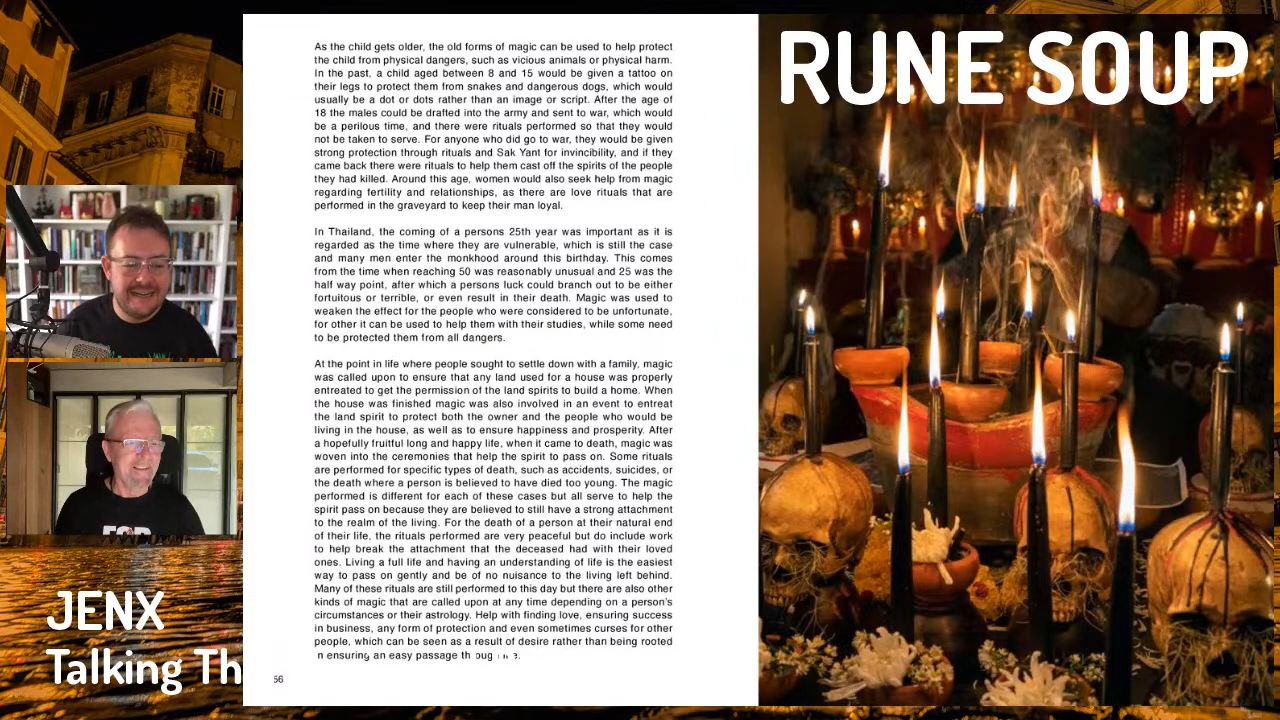 RUNE SOUP
As the child gets older, the old forms of magic can be used to help protect
the child from physical dangers, such as vicious animals or physical harm.
In the past, a child aged between 8 and 15 would be given a tattoo on
their legs to protect them from snakes and dangerous dogs, which would
usually be a dot or dots rather than an image or script. After the age of
18 the males could be drafted into the army and sent to war, which would
be a perilous time, and there were rituals performed so that they would
not be taken to serve. For anyone who did go to war, they would be given
strong protection through rituals and Sak Yant for invincibility, and if they
came back there were rituals to help them cast off the spirits of the people
they had killed. Around this age, women would also seek help from magic
regarding fertility and relationships, as there are love rituals that are
performed in the graveyard to keep their man loyal.
In Thailand, the coming of a persons 25th year was important as it is
regarded as the time where they are vulnerable, which is still the case
and many men enter the monkhood around this birthday. This comes
from the time when reaching 50 was reasonably unusual and 25 was the
half way point, after which a persons luck could branch out to be either
fortuitous or terrible, or even result in their death. Magic was used to
weaken the effect for the people who were considered to be unfortunate,
for other it can be used to help them with their studies, while some need
to be protected them from all dangers.
At the point in life where people sought to settle down with a family, magic
was called upon to ensure that any land used for a house was properly
entreated to get the permission of the land spirits to build a home. When
the house was finished magic was also involved in an event to entreat
the land spirit to protect both the owner and the people who would be
living in the house, as well as to ensure happiness and prosperity. After
a hopefully fruitful long and happy life, when it came to death, magic was
woven into the ceremonies that help the spirit to pass on. Some rituals
are performed for specific types of death, such as accidents, suicides, or
the death where a person is believed to have died too young. The magic
performed is different for each of these cases but all serve to help the
spirit pass on because they are believed to still have a strong attachment
to the realm of the living. For the death of a person at their natural end
of their life, the rituals performed are very peaceful but do include work
to help break the attachment that the deceased had with their loved
ones. Living a full life and having an understanding of life is the easiest
way to pass on gently and be of no nuisance to the living left behind.
Many of these rituals are still performed to this day but there are also other
kinds of magic that are called upon at any time depending on a person's
circumstances or their astrology. Help with finding love, ensuring success
in business, any form of protection and even sometimes curses for other
people, which can be seen as a result of desire rather than being rooted
ensuring an easy passage
56
JENX
Talking Th